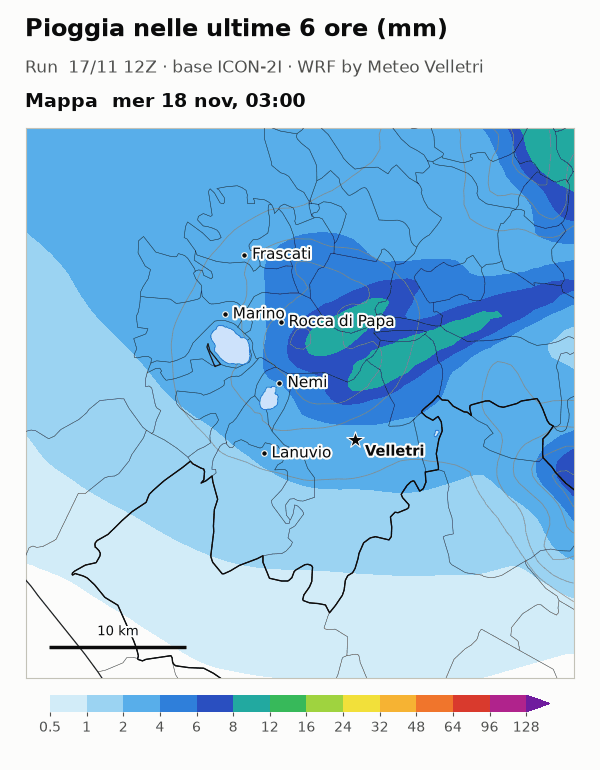 Pioggia nelle ultime 6 ore (mm)
Run  17/11 12Z · base ICON-2I · WRF by Meteo Velletri
Mappa  mer 18 nov, 03:00
Frascati
Marino
Rocca di Papa
Nemi
Velletri
Lanuvio
10 km
0.5 1 2 4 6 8 12 16 24 32 48 64 96 128